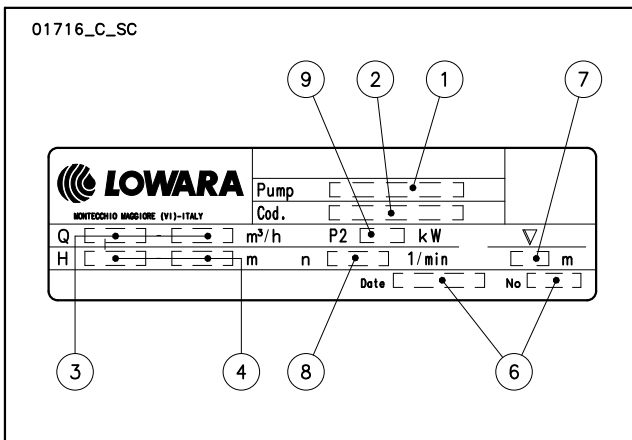 01716_C_SC
9 2 1 7
LOWARA
MONTECCHIO MAGGIORE (VI)-ITALY
Pump
Cod.
Q - m³/h P2 kW
H - m n 1/min m
Date No
3 4 8 6